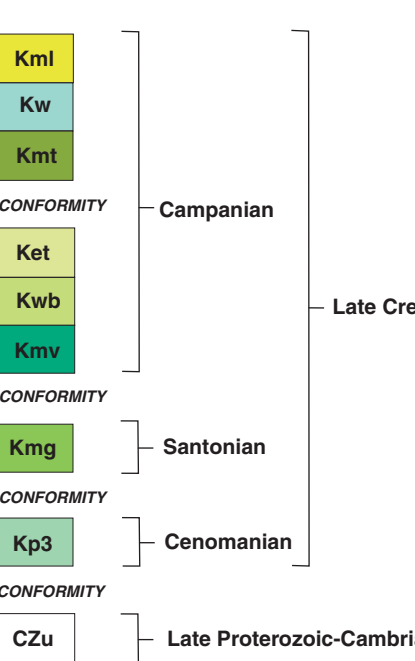 Kml
Kw
Kmt
CONFORMITY
Campanian
Ket
Kwb
Late Cre
Kmv
CONFORMITY
Kmg
Santonian
CONFORMITY
Kp3
Cenomanian
CONFORMITY
CZu
Late Proterozoic-Cambri